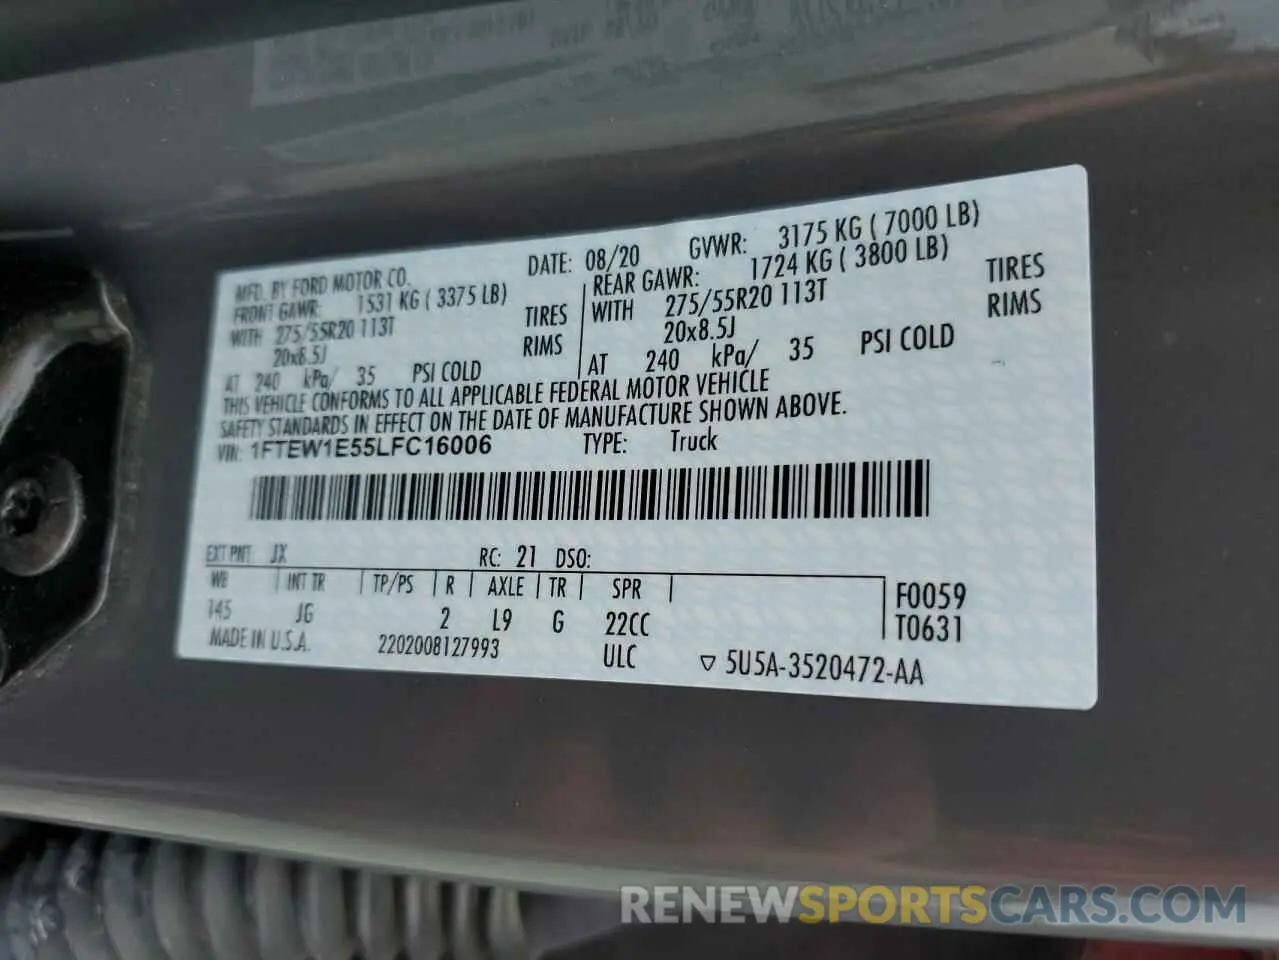 MFD. BY FORD MOTOR CO. DATE: 08/20 GVWR: 3175 KG ( 7000 LB)
FRONT GAWR: 1531 KG ( 3375 LB) REAR GAWR: 1724 KG ( 3800 LB)
WITH 275/55R20 113T TIRES WITH 275/55R20 113T TIRES
20x8.5J RIMS 20x8.5J RIMS
AT 240 kPa/ 35 PSI COLD AT 240 kPa/ 35 PSI COLD
THIS VEHICLE CONFORMS TO ALL APPLICABLE FEDERAL MOTOR VEHICLE
SAFETY STANDARDS IN EFFECT ON THE DATE OF MANUFACTURE SHOWN ABOVE.
VIN: 1FTEW1E55LFC16006 TYPE: Truck
EXT PNT: JX RC: 21 DSO:
WB INT TR TP/PS R AXLE TR SPR F0059
145 JG 2 L9 G 22CC T0631
MADE IN U.S.A. 2202008127993 ULC ▽ 5U5A-3520472-AA
RENEWSPORTSCARS.COM